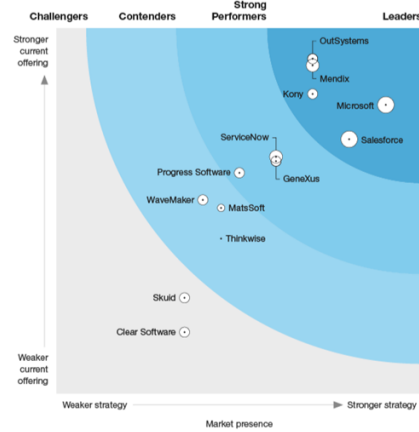 Challengers
Contenders
Strong
Performers
Leaders
Stronger
current
offering
OutSystems
Mendix
Kony
Microsoft
Salesforce
ServiceNow
GeneXus
Progress Software
WaveMaker
MatsSoft
Thinkwise
Skuid
Clear Software
Weaker
current
offering
Weaker strategy
Stronger strategy
Market presence